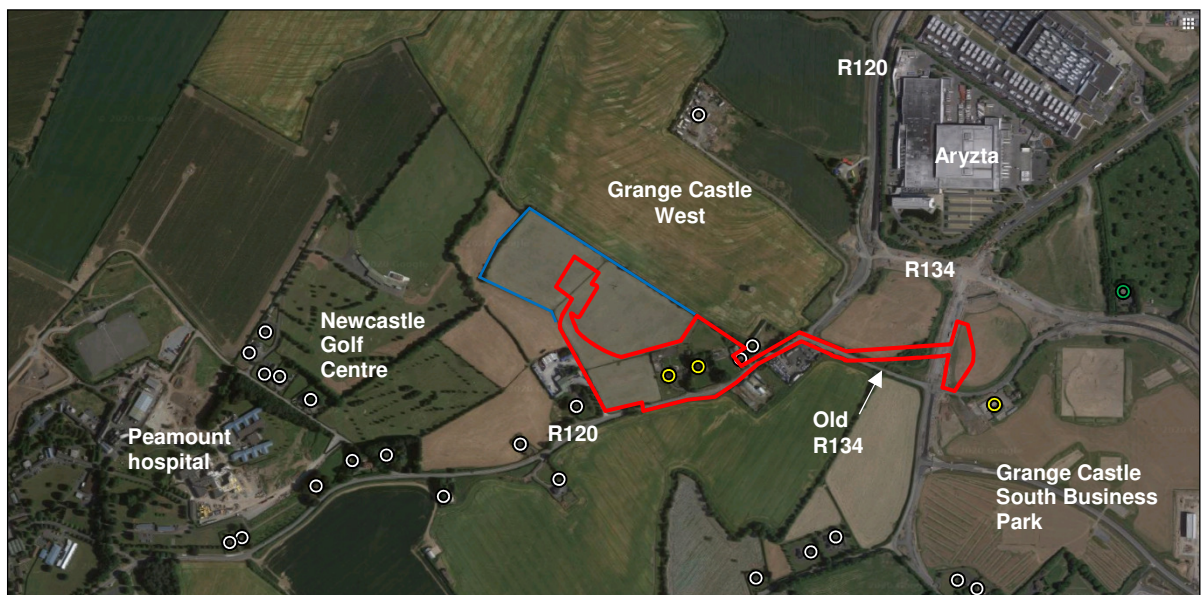 R120
Aryzta
Grange Castle
West
R134
Newcastle
Golf
Centre
R120
Old
R134
Peamount
hospital
Grange Castle
South Business
Park